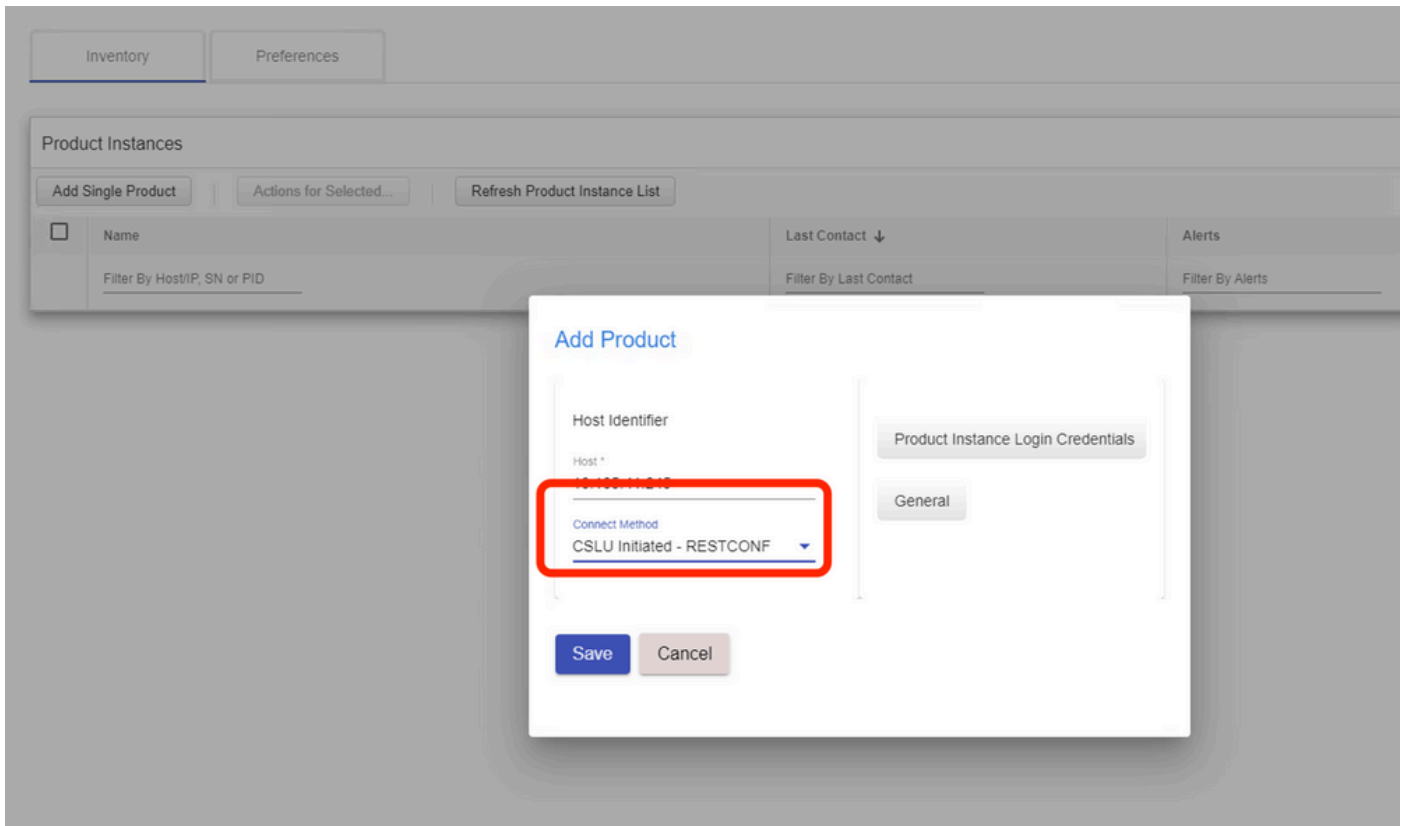 Inventory
Preferences
Product Instances
Add Single Product
Actions for Selected...
Refresh Product Instance List
Name
Last Contact
Alerts
Filter By Host/IP, SN or PID
Filter By Last Contact
Filter By Alerts
Add Product
Host Identifier
Host *
Connect Method
CSLU Initiated - RESTCONF
Product Instance Login Credentials
General
Save
Cancel